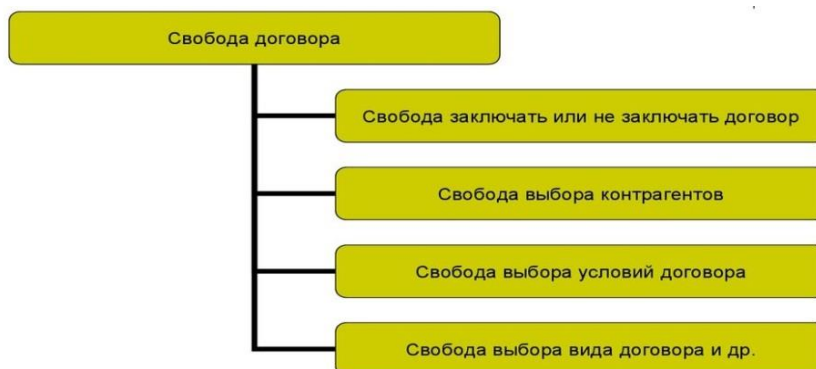 Свобода договора
Свобода заключать или не заключать договор
Свобода выбора контрагентов
Свобода выбора условий договора
Свобода выбора вида договора и др.